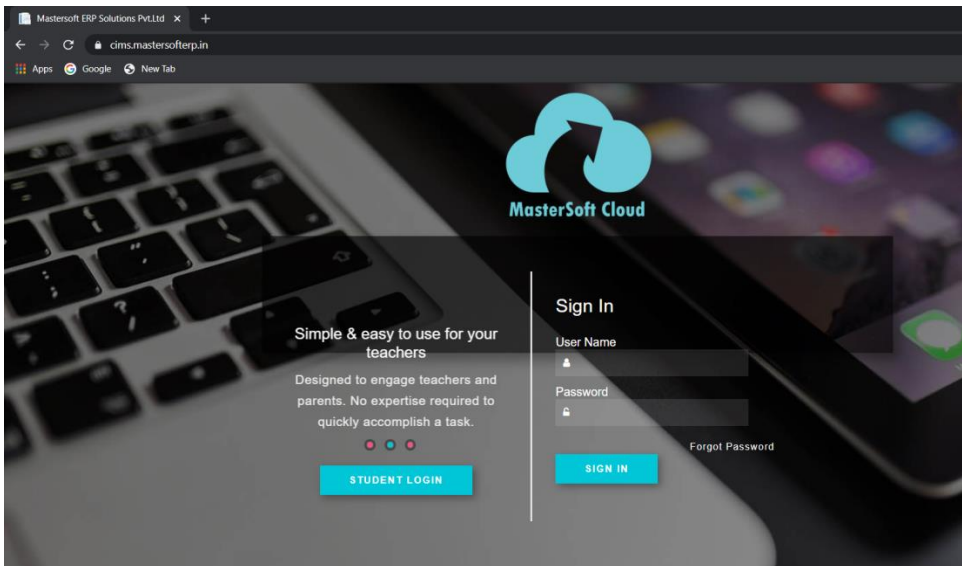 Mastersoft ERP Solutions Pvt.Ltd
cims.mastersofterp.in
Apps Google New Tab
MasterSoft Cloud
Simple & easy to use for your
teachers
Designed to engage teachers and
parents. No expertise required to
quickly accomplish a task.
STUDENT LOGIN
Sign In
User Name
Password
Forgot Password
SIGN IN